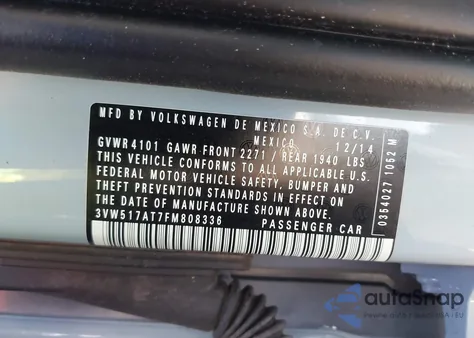 MFD BY VOLKSWAGEN DE MEXICO S.A. DE C.V.
MEXICO 12/14
GVWR 4101 GAWR FRONT 2271 / REAR 1940 LBS
THIS VEHICLE CONFORMS TO ALL APPLICABLE U.S.
FEDERAL MOTOR VEHICLE SAFETY, BUMPER AND
THEFT PREVENTION STANDARDS IN EFFECT ON
THE DATE OF MANUFACTURE SHOWN ABOVE.
3VW517AT7FM808336 PASSENGER CAR
0354027 1052 M
autoSnap